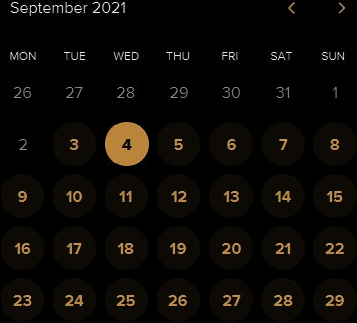 September 2021
MON TUE WED THU FRI SAT SUN
26 27 28 29 30 31 1
2 3 4 5 6 7 8
9 10 11 12 13 14 15
16 17 18 19 20 21 22
23 24 25 26 27 28 29